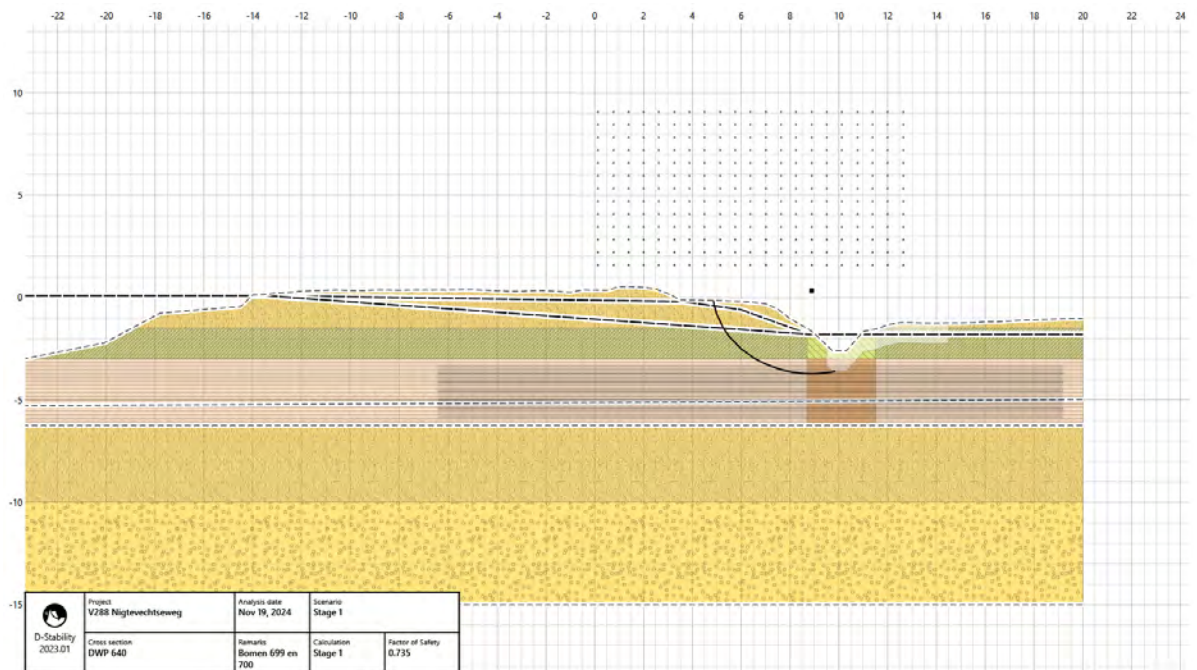 -22 -20 -18 -16 -14 -12 -10 -8 -6 -4 -2 0 2 4 6 8 10 12 14 16 18 20 22 24
10
5
0
-5
-10
-15
D-Stability
2023.01
Project
V288 Nigtevechtseweg
Analysis date
Nov 19, 2024
Scenario
Stage 1
Cross section
DWP 640
Remarks
Bomen 699 en
700
Calculation
Stage 1
Factor of Safety
0.735